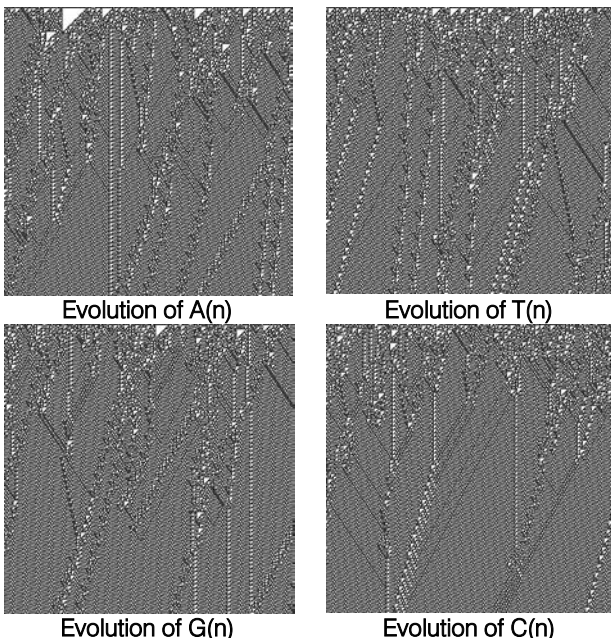 Evolution of A(n)
Evolution of T(n)
Evolution of G(n)
Evolution of C(n)